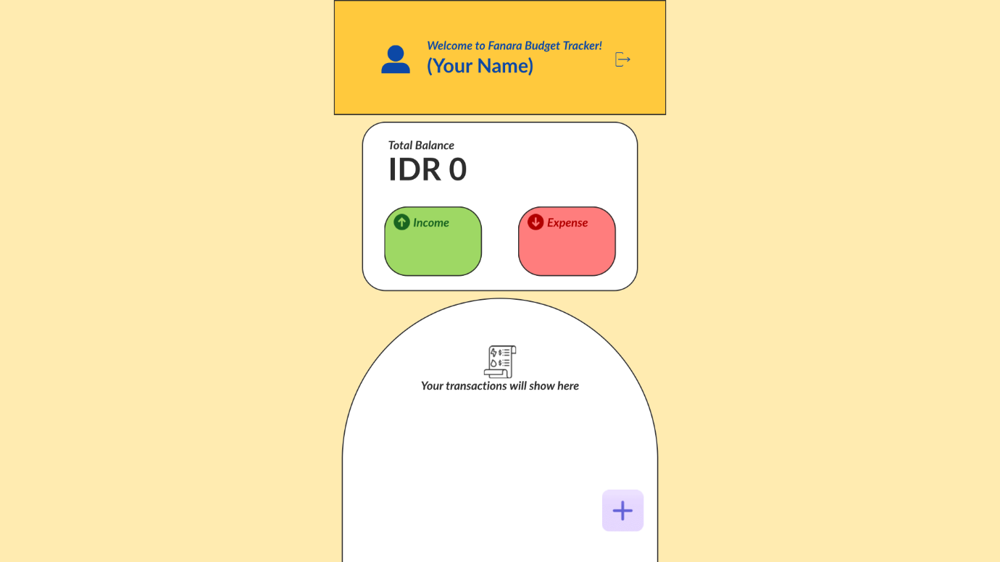 Welcome to Fanara Budget Tracker!
(Your Name)
Total Balance
IDR 0
Income
Expense
Your transactions will show here